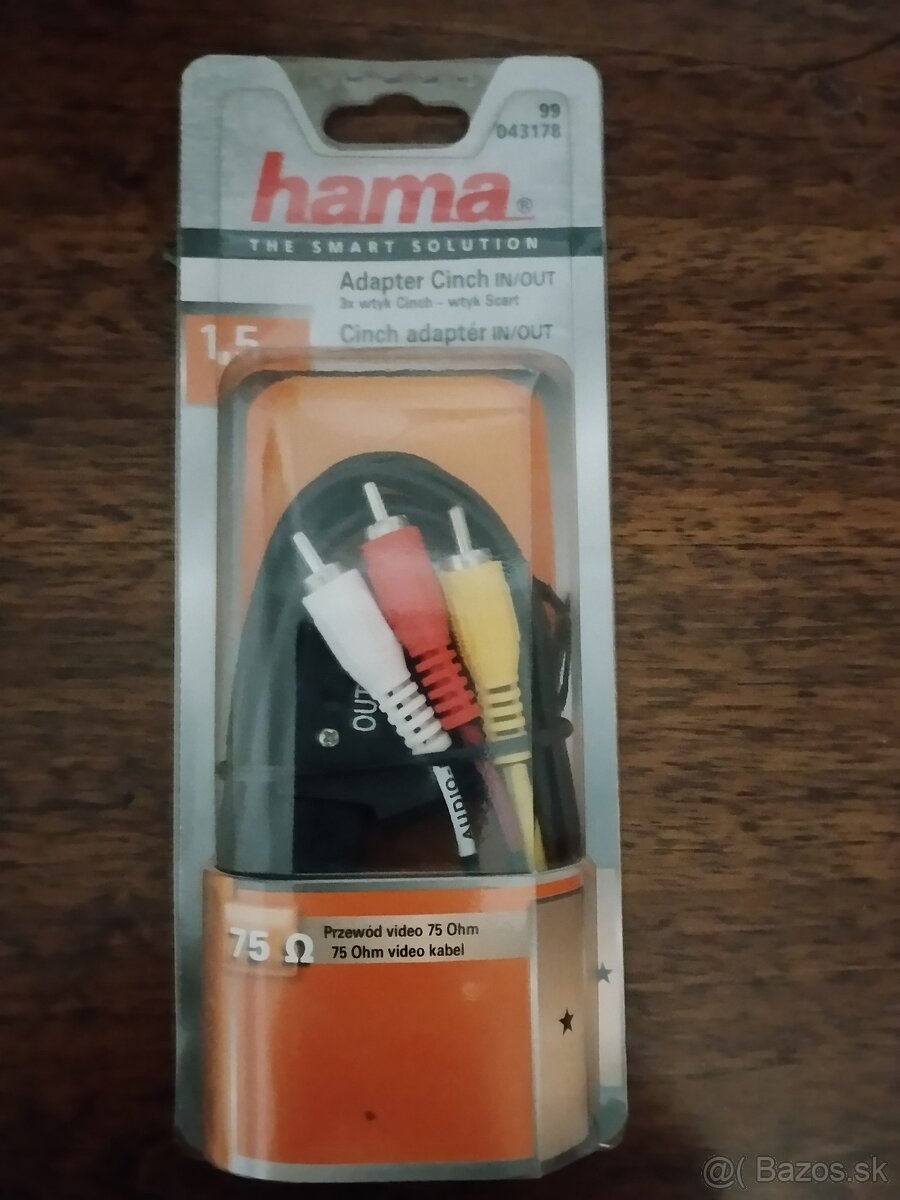 99
043178
hama®
THE SMART SOLUTION
Adapter Cinch IN/OUT
3x wtyk Cinch - wtyk Scart
1,5
Cinch adaptér IN/OUT
OUT
AUDIO
75 Ω
Przewód video 75 Ohm
75 Ohm video kabel
@( Bazos.sk